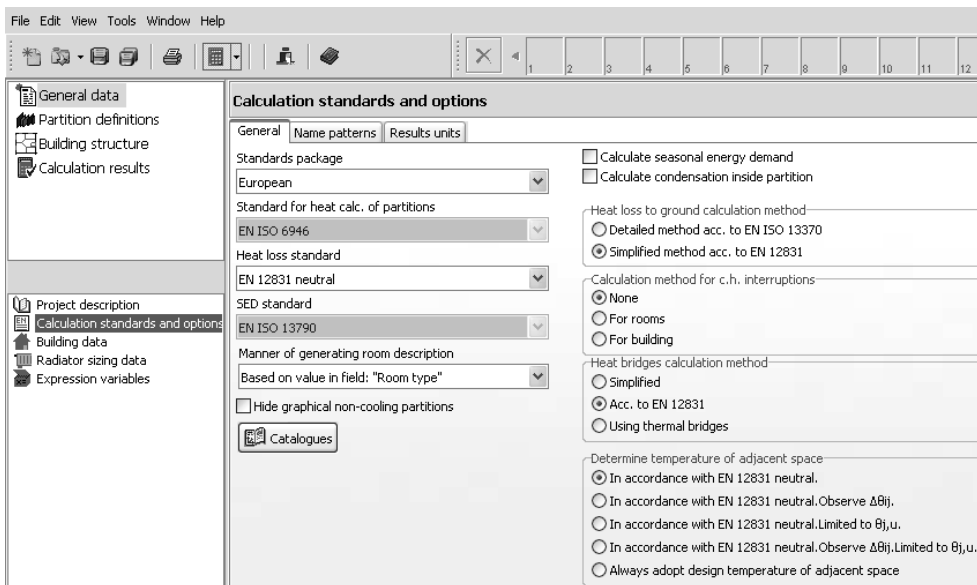 File Edit View Tools Window Help
1 2 3 4 5 6 7 8 9 10 11 12
General data
Partition definitions
Building structure
Calculation results
Project description
EN Calculation standards and options
Building data
Radiator sizing data
Expression variables
Calculation standards and options
General Name patterns Results units
Standards package
European
Standard for heat calc. of partitions
EN ISO 6946
Heat loss standard
EN 12831 neutral
SED standard
EN ISO 13790
Manner of generating room description
Based on value in field: "Room type"
Hide graphical non-cooling partitions
Catalogues
Calculate seasonal energy demand
Calculate condensation inside partition
Heat loss to ground calculation method
Detailed method acc. to EN ISO 13370
Simplified method acc. to EN 12831
Calculation method for c.h. interruptions
None
For rooms
For building
Heat bridges calculation method
Simplified
Acc. to EN 12831
Using thermal bridges
Determine temperature of adjacent space
In accordance with EN 12831 neutral.
In accordance with EN 12831 neutral.Observe Δθij.
In accordance with EN 12831 neutral.Limited to θj,u.
In accordance with EN 12831 neutral.Observe Δθij.Limited to θj,u.
Always adopt design temperature of adjacent space